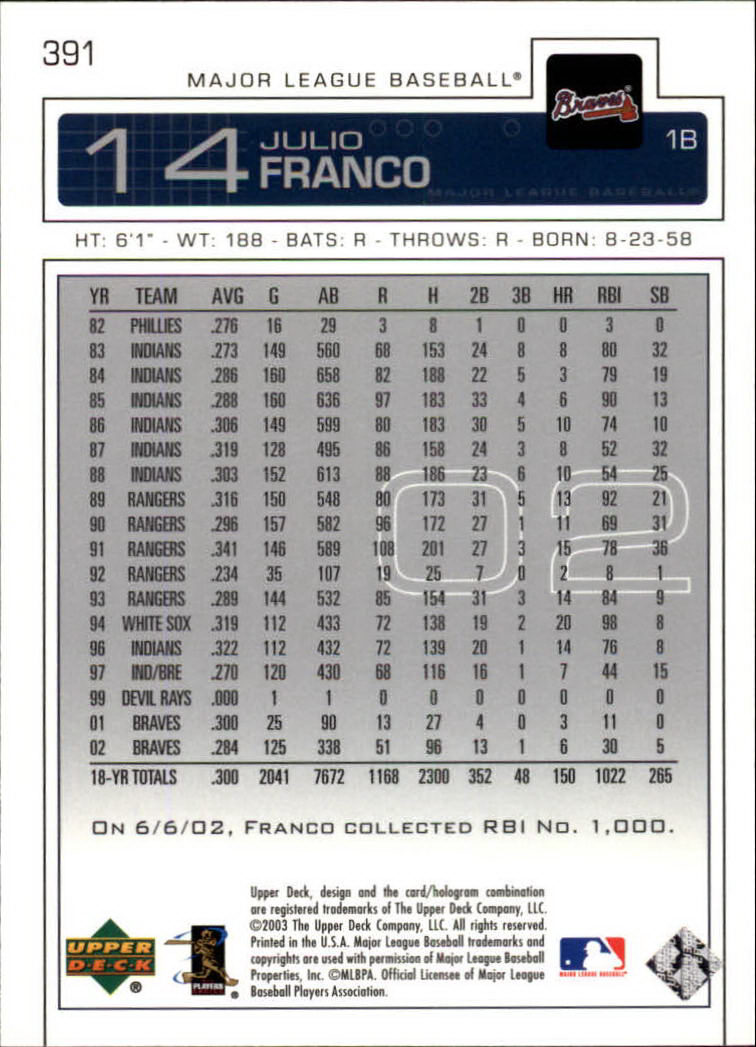 391
MAJOR LEAGUE BASEBALL®
Braves®
14 JULIO FRANCO 1B
MAJOR LEAGUE BASEBALL®
HT: 6'1" - WT: 188 - BATS: R - THROWS: R - BORN: 8-23-58
YR TEAM AVG G AB R H 2B 3B HR RBI SB
82 PHILLIES .276 16 29 3 8 1 0 0 3 0
83 INDIANS .273 149 560 68 153 24 8 8 80 32
84 INDIANS .286 160 658 82 188 22 5 3 79 19
85 INDIANS .288 160 636 97 183 33 4 6 90 13
86 INDIANS .306 149 599 80 183 30 5 10 74 10
87 INDIANS .319 128 495 86 158 24 3 8 52 32
88 INDIANS .303 152 613 88 186 23 6 10 54 25
89 RANGERS .316 150 548 80 173 31 5 13 92 21
90 RANGERS .296 157 582 96 172 27 1 11 69 31
91 RANGERS .341 146 589 108 201 27 3 15 78 36
92 RANGERS .234 35 107 19 25 7 0 2 8 1
93 RANGERS .289 144 532 85 154 31 3 14 84 9
94 WHITE SOX .319 112 433 72 138 19 2 20 98 8
96 INDIANS .322 112 432 72 139 20 1 14 76 8
97 IND/BRE .270 120 430 68 116 16 1 7 44 15
99 DEVIL RAYS .000 1 1 0 0 0 0 0 0 0
01 BRAVES .300 25 90 13 27 4 0 3 11 0
02 BRAVES .284 125 338 51 96 13 1 6 30 5
18-YR TOTALS .300 2041 7672 1168 2300 352 48 150 1022 265
02
ON 6/6/02, FRANCO COLLECTED RBI NO. 1,000.
Upper Deck, design and the card/hologram combination
are registered trademarks of The Upper Deck Company, LLC.
©2003 The Upper Deck Company, LLC. All rights reserved.
Printed in the U.S.A. Major League Baseball trademarks and
copyrights are used with permission of Major League Baseball
Properties, Inc. ©MLBPA. Official Licensee of Major League
Baseball Players Association.
UPPER
DECK
®
PLAYERS
CHOICE
®
MAJOR LEAGUE BASEBALL®